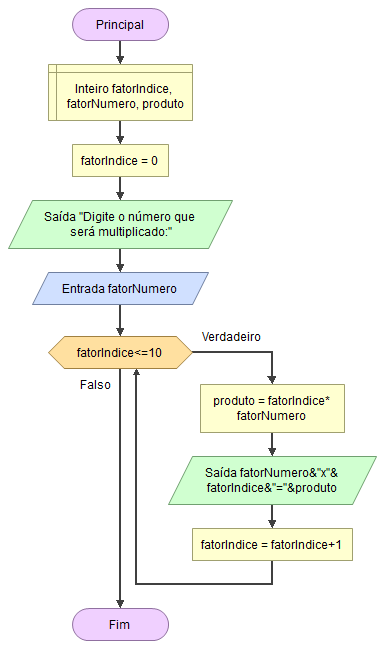 Principal
Inteiro fatorIndice,
fatorNumero, produto
fatorIndice = 0
Saída "Digite o número que
será multiplicado:"
Entrada fatorNumero
fatorIndice<=10
Verdadeiro
Falso
produto = fatorIndice*
fatorNumero
Saída fatorNumero&"x"&
fatorIndice&"="&produto
fatorIndice = fatorIndice+1
Fim